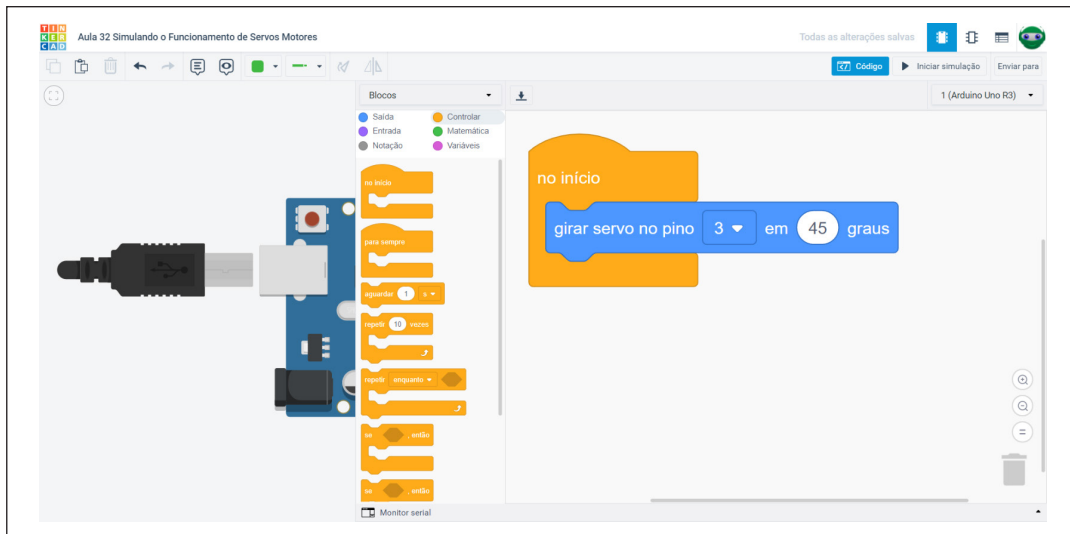 TIN
KER
CAD
Aula 32 Simulando o Funcionamento de Servos Motores
Todas as alterações salvas
Código
Iniciar simulação
Enviar para
Blocos
1 (Arduino Uno R3)
Saída
Controlar
Entrada
Matemática
Notação
Variáveis
no início
para sempre
aguardar 1 s
repetir 10 vezes
repetir enquanto
se , então
se , então
no início
girar servo no pino 3 em 45 graus
Monitor serial